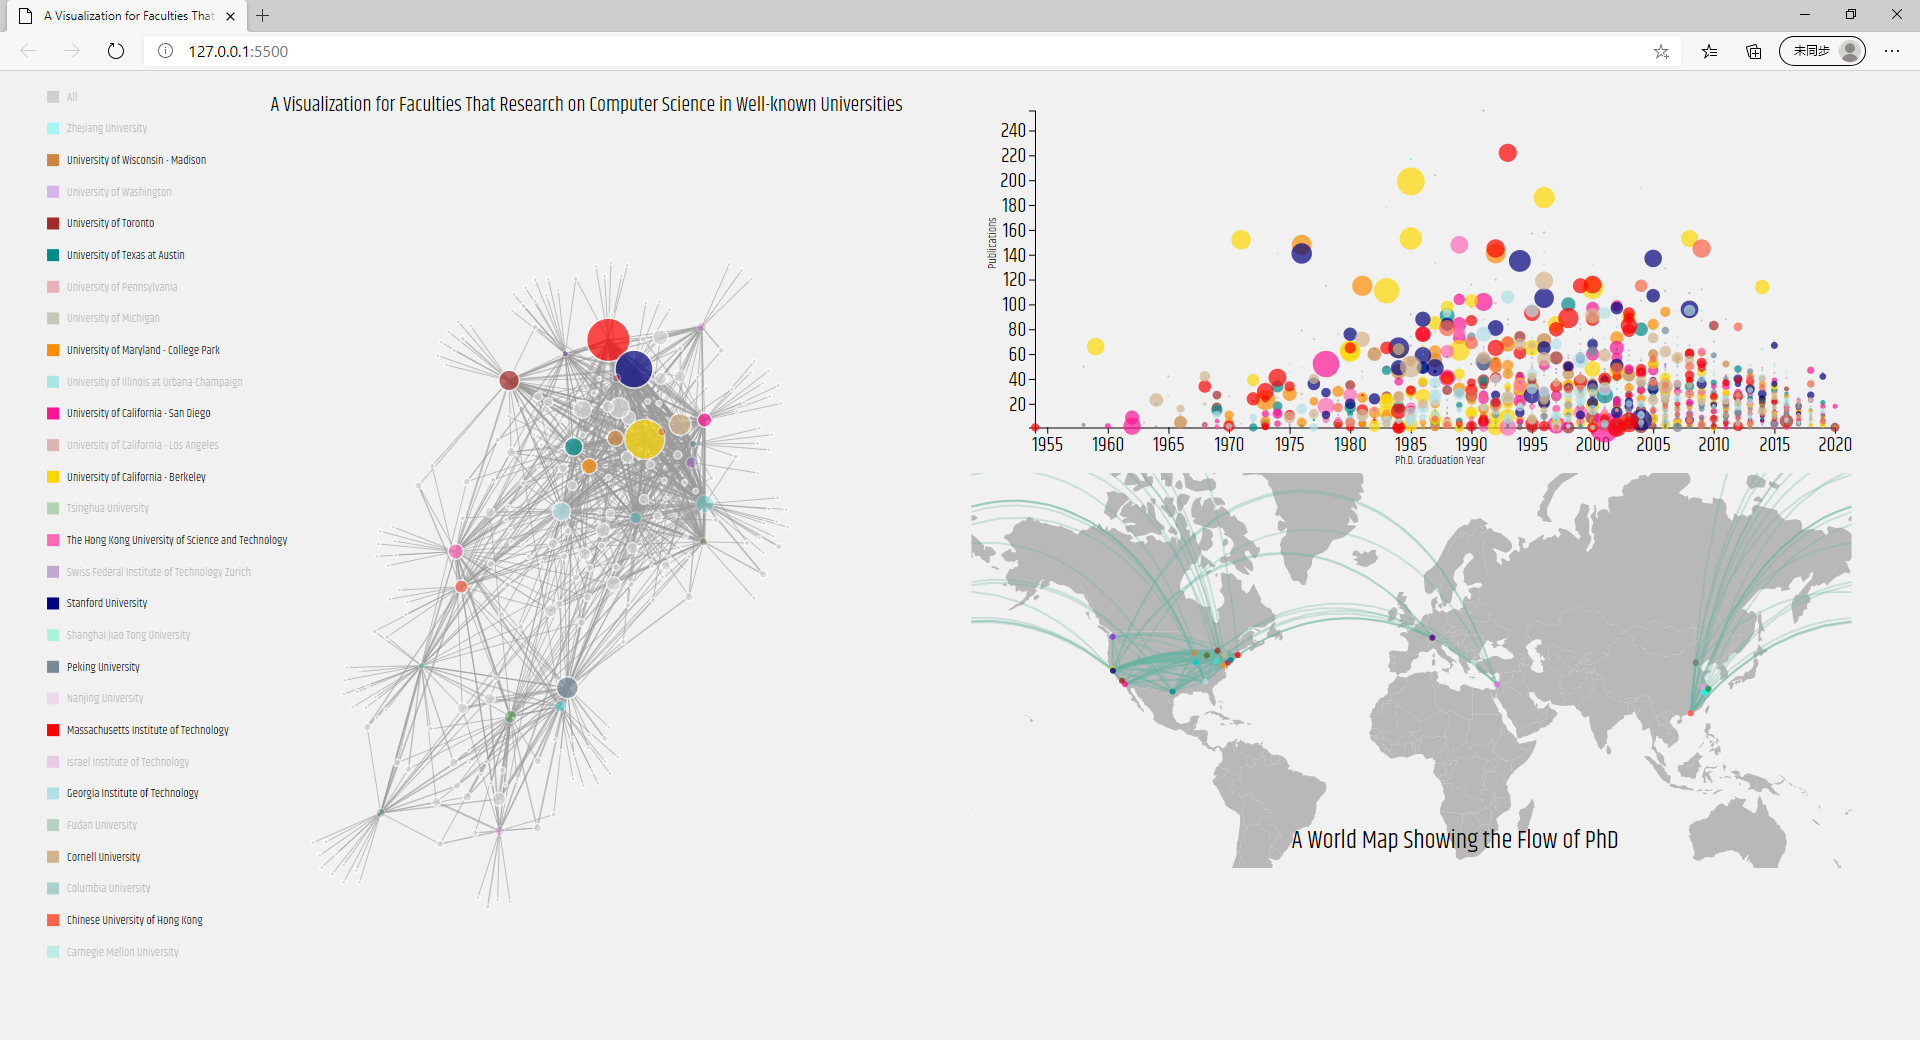 A Visualization for Faculties That
127.0.0.1:5500
未同步
All
Zhejiang University
University of Wisconsin - Madison
University of Washington
University of Toronto
University of Texas at Austin
University of Pennsylvania
University of Michigan
University of Maryland - College Park
University of Illinois at Urbana-Champaign
University of California - San Diego
University of California - Los Angeles
University of California - Berkeley
Tsinghua University
The Hong Kong University of Science and Technology
Swiss Federal Institute of Technology Zurich
Stanford University
Shanghai Jiao Tong University
Peking University
Nanjing University
Massachusetts Institute of Technology
Israel Institute of Technology
Georgia Institute of Technology
Fudan University
Cornell University
Columbia University
Chinese University of Hong Kong
Carnegie Mellon University
A Visualization for Faculties That Research on Computer Science in Well-known Universities
240
220
200
180
160
140
120
100
80
60
40
20
Publications
1955 1960 1965 1970 1975 1980 1985 1990 1995 2000 2005 2010 2015 2020
Ph.D. Graduation Year
A World Map Showing the Flow of PhD